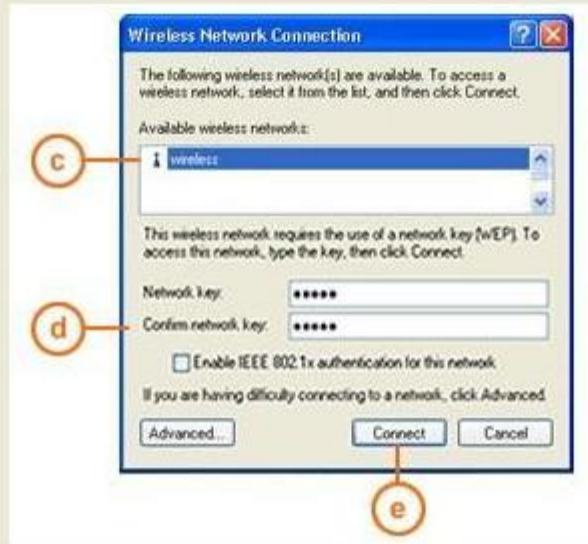 Wireless Network Connection
The following wireless network(s) are available. To access a
wireless network, select it from the list, and then click Connect.
Available wireless networks:
c
wireless
This wireless network requires the use of a network key (WEP). To
access this network, type the key, then click Connect.
Network key: •••••
d
Confirm network key: •••••
Enable IEEE 802.1x authentication for this network
If you are having difficulty connecting to a network, click Advanced.
Advanced... Connect Cancel
e